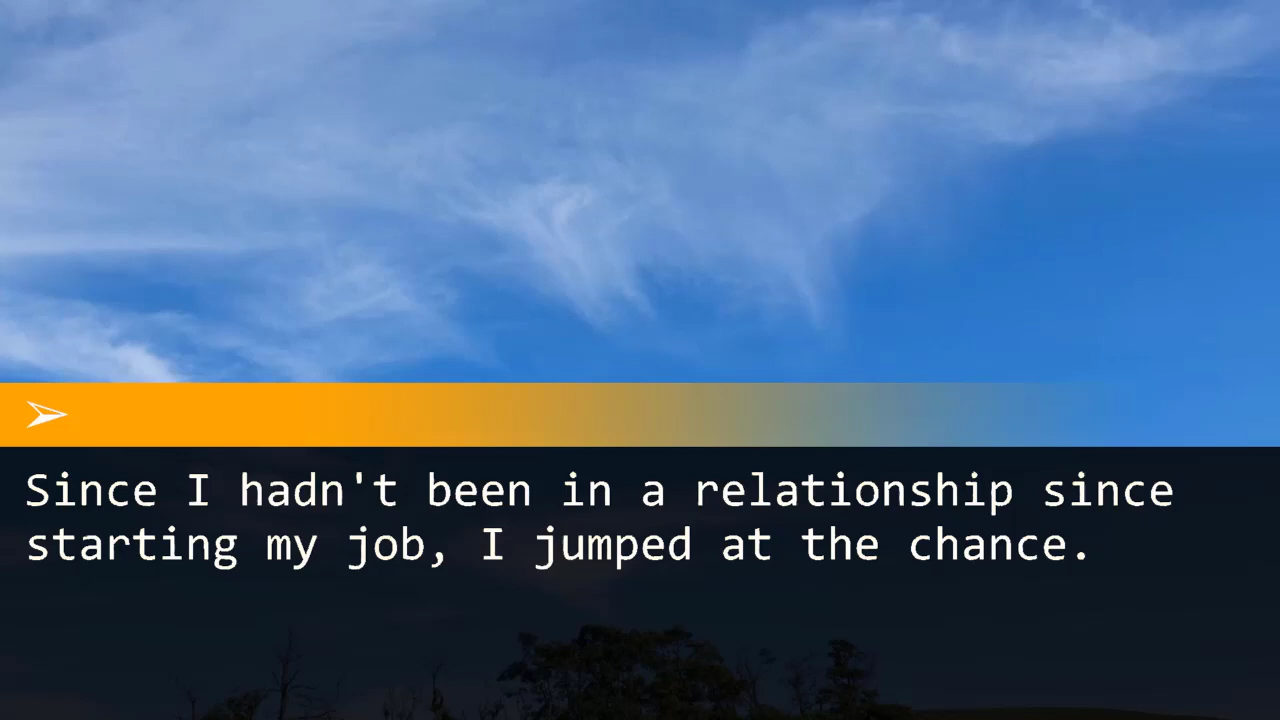 Since I hadn't been in a relationship since
starting my job, I jumped at the chance.